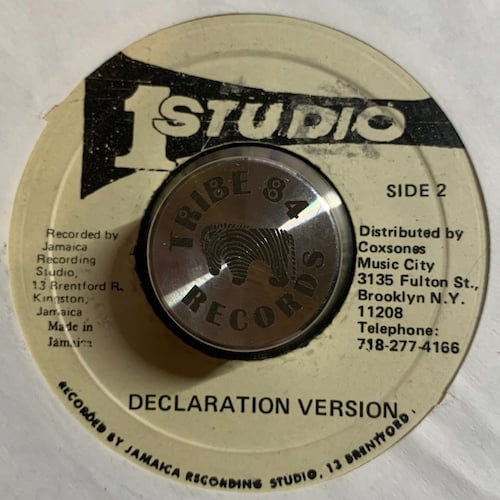 1 STUDIO
SIDE 2
TRIBE 84
RECORDS
Recorded by
Jamaica
Recording
Studio,
13 Brentford R.
Kingston,
Jamaica
Made in
Jamaica
Distributed by
Coxsones
Music City
3135 Fulton St.,
Brooklyn N.Y.
11208
Telephone:
718-277-4166
DECLARATION VERSION
RECORDED BY JAMAICA RECORDING STUDIO, 13 BRENTFORD.